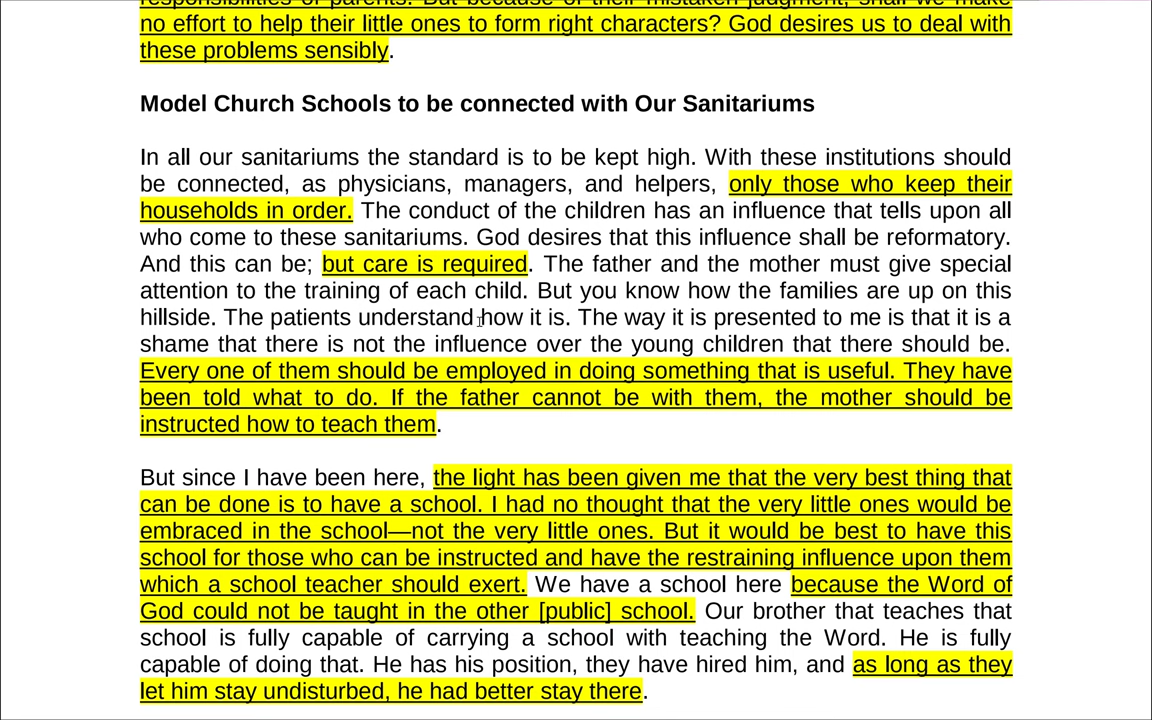 responsibilities of parents. But because of their mistaken judgment, shall we make
no effort to help their little ones to form right characters? God desires us to deal with
these problems sensibly.
Model Church Schools to be connected with Our Sanitariums
In all our sanitariums the standard is to be kept high. With these institutions should
be connected, as physicians, managers, and helpers, only those who keep their
households in order. The conduct of the children has an influence that tells upon all
who come to these sanitariums. God desires that this influence shall be reformatory.
And this can be; but care is required. The father and the mother must give special
attention to the training of each child. But you know how the families are up on this
hillside. The patients understand how it is. The way it is presented to me is that it is a
shame that there is not the influence over the young children that there should be.
Every one of them should be employed in doing something that is useful. They have
been told what to do. If the father cannot be with them, the mother should be
instructed how to teach them.
But since I have been here, the light has been given me that the very best thing that
can be done is to have a school. I had no thought that the very little ones would be
embraced in the school—not the very little ones. But it would be best to have this
school for those who can be instructed and have the restraining influence upon them
which a school teacher should exert. We have a school here because the Word of
God could not be taught in the other [public] school. Our brother that teaches that
school is fully capable of carrying a school with teaching the Word. He is fully
capable of doing that. He has his position, they have hired him, and as long as they
let him stay undisturbed, he had better stay there.